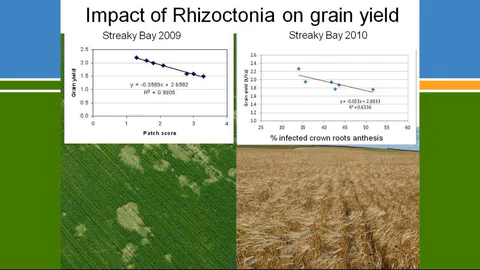 Impact of Rhizoctonia on grain yield
Streaky Bay 2009
Streaky Bay 2010
Grain yield
2.5
2.0
1.5
1.0
0.5
0.0
y = -0.3989x + 2.6582
R² = 0.9905
0
1
2
3
4
Patch score
Grain yield (t/ha)
2.6
2.4
2.2
2.0
1.8
1.6
1.4
1.2
1.0
y = -0.023x + 2.8833
R² = 0.6336
25
30
35
40
45
50
55
60
% infected crown roots anthesis